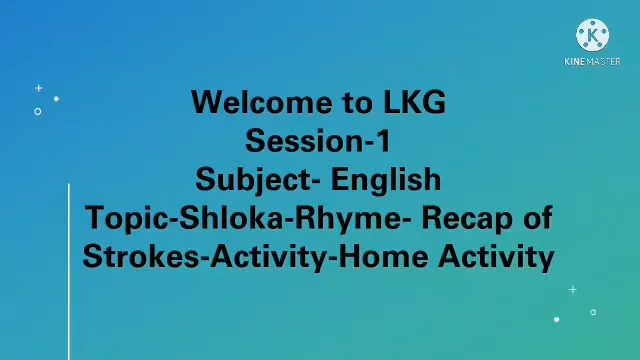 K
KINEMASTER
Welcome to LKG
Session-1
Subject- English
Topic-Shloka-Rhyme- Recap of
Strokes-Activity-Home Activity